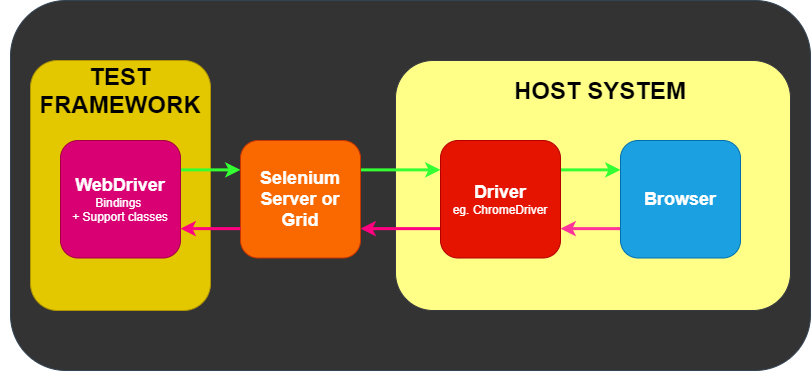 TEST
FRAMEWORK
HOST SYSTEM
WebDriver
Bindings
+ Support classes
Selenium
Server or
Grid
Driver
eg. ChromeDriver
Browser